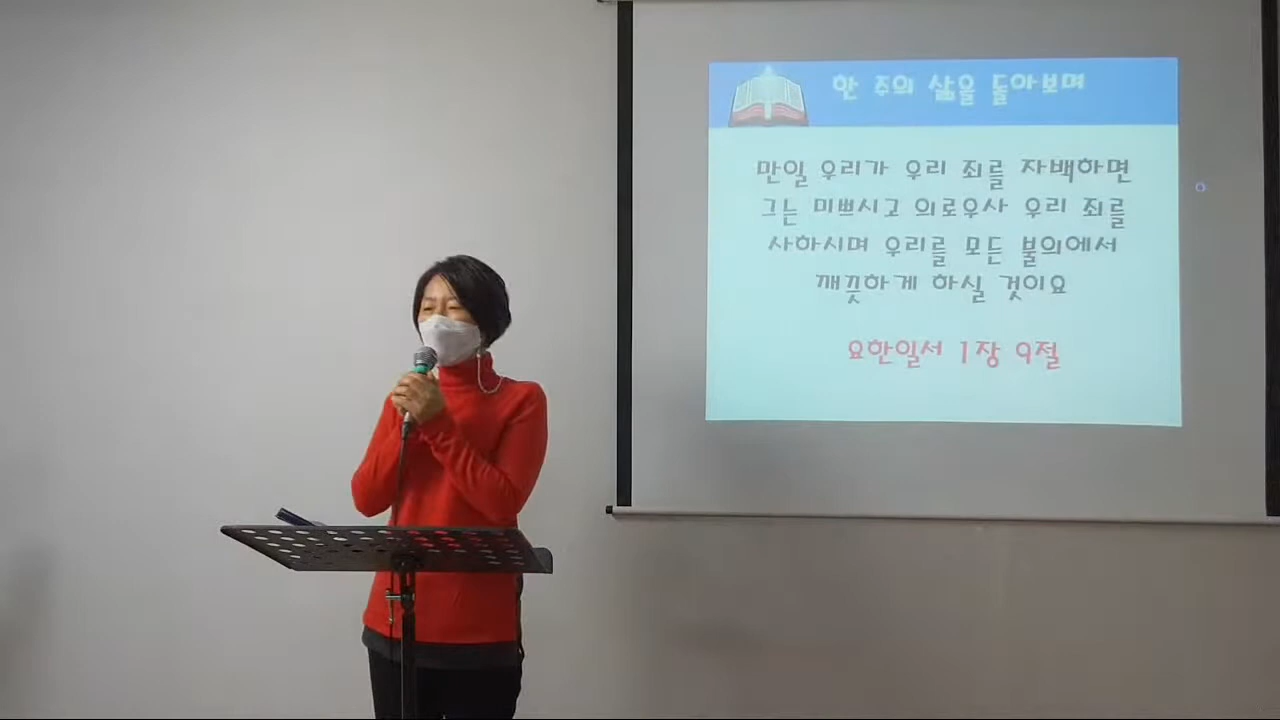 한 주의 삶을 돌아보며
만일 우리가 우리 죄를 자백하면
그는 미쁘시고 의로우사 우리 죄를
사하시며 우리를 모든 불의에서
깨끗하게 하실 것이요
요한일서 1장 9절